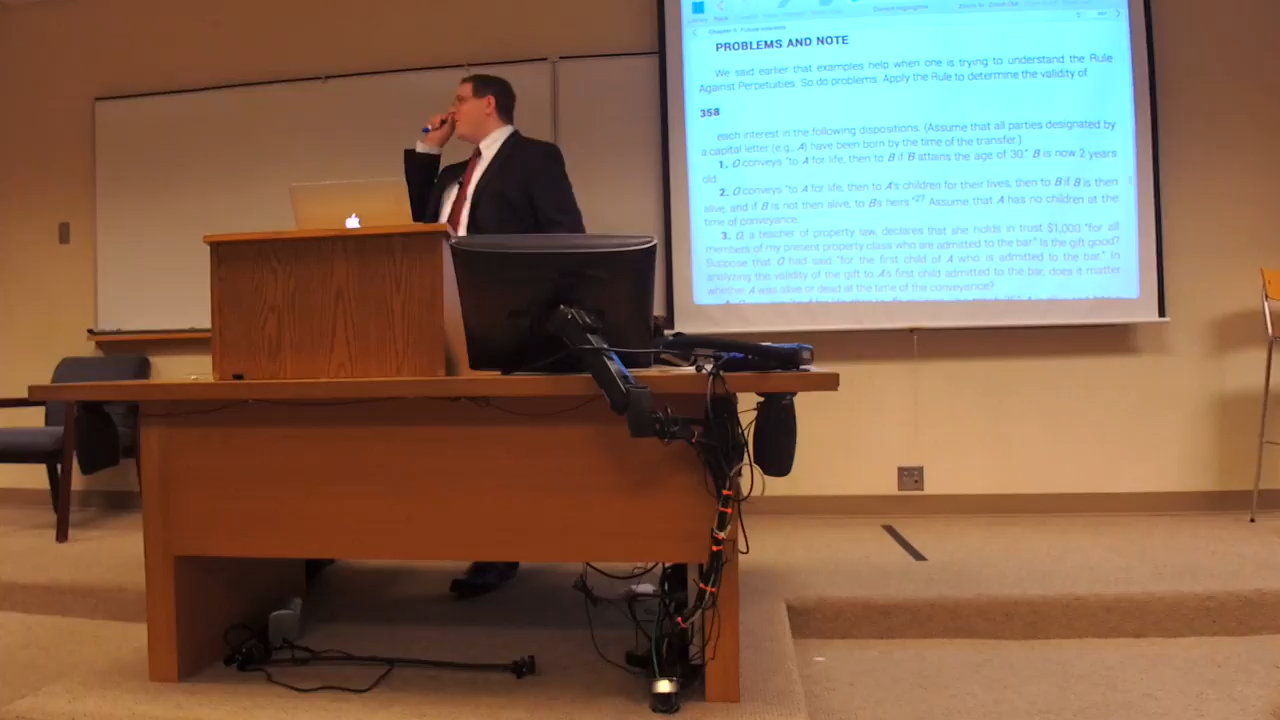 Chapter 5. Future Interests
PROBLEMS AND NOTE
We said earlier that examples help when one is trying to understand the Rule
Against Perpetuities. So do problems. Apply the Rule to determine the validity of
358
each interest in the following dispositions. (Assume that all parties designated by
a capital letter (e.g., A) have been born by the time of the transfer.)
1. O conveys "to A for life, then to B if B attains the age of 30." B is now 2 years
old.
2. O conveys "to A for life, then to A's children for their lives, then to B if B is then
alive, and if B is not then alive, to B's heirs."27 Assume that A has no children at the
time of conveyance.
3. O, a teacher of property law, declares that she holds in trust $1,000 "for all
members of my present property class who are admitted to the bar." Is the gift good?
Suppose that O had said "for the first child of A who is admitted to the bar." In
analyzing the validity of the gift to A's first child admitted to the bar, does it matter
whether A was alive or dead at the time of the conveyance?